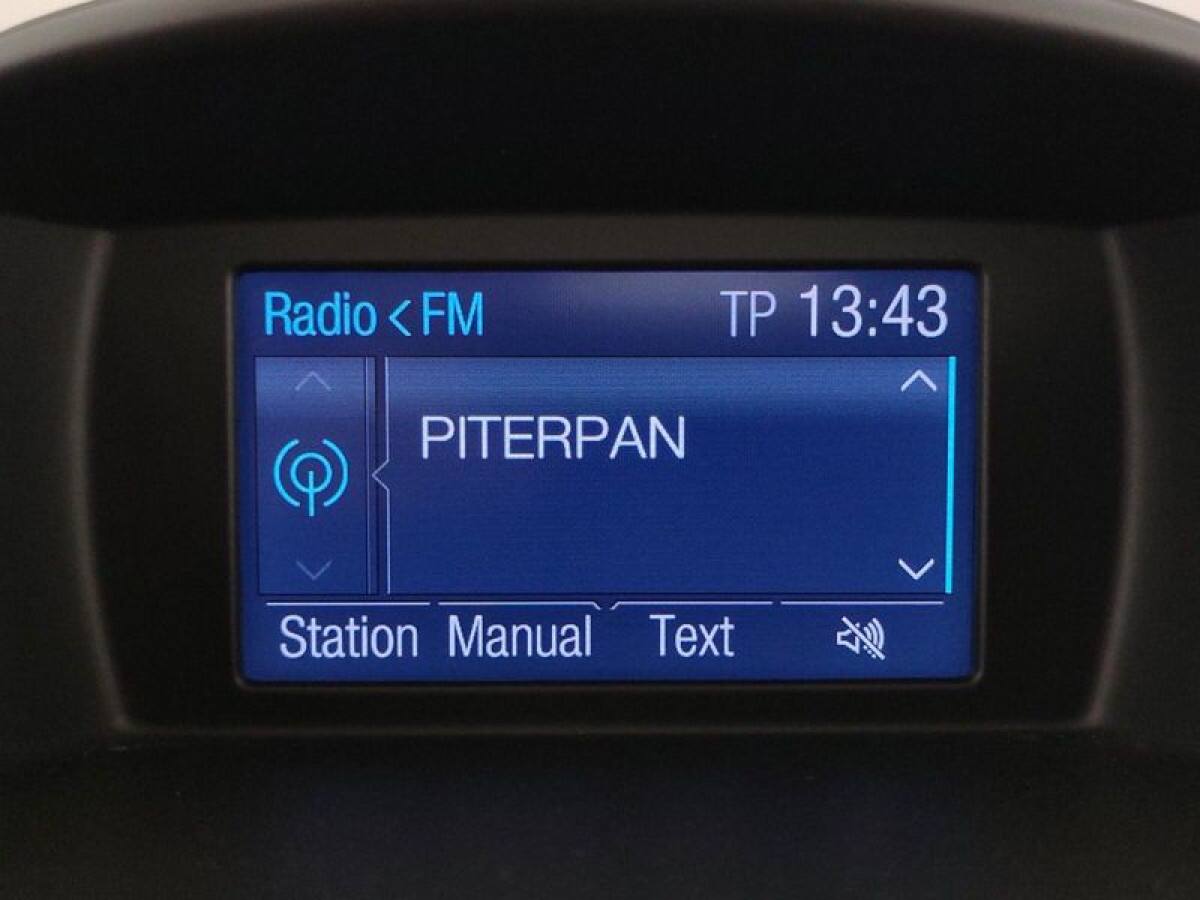 Radio < FM TP 13:43
PITERPAN
Station Manual Text